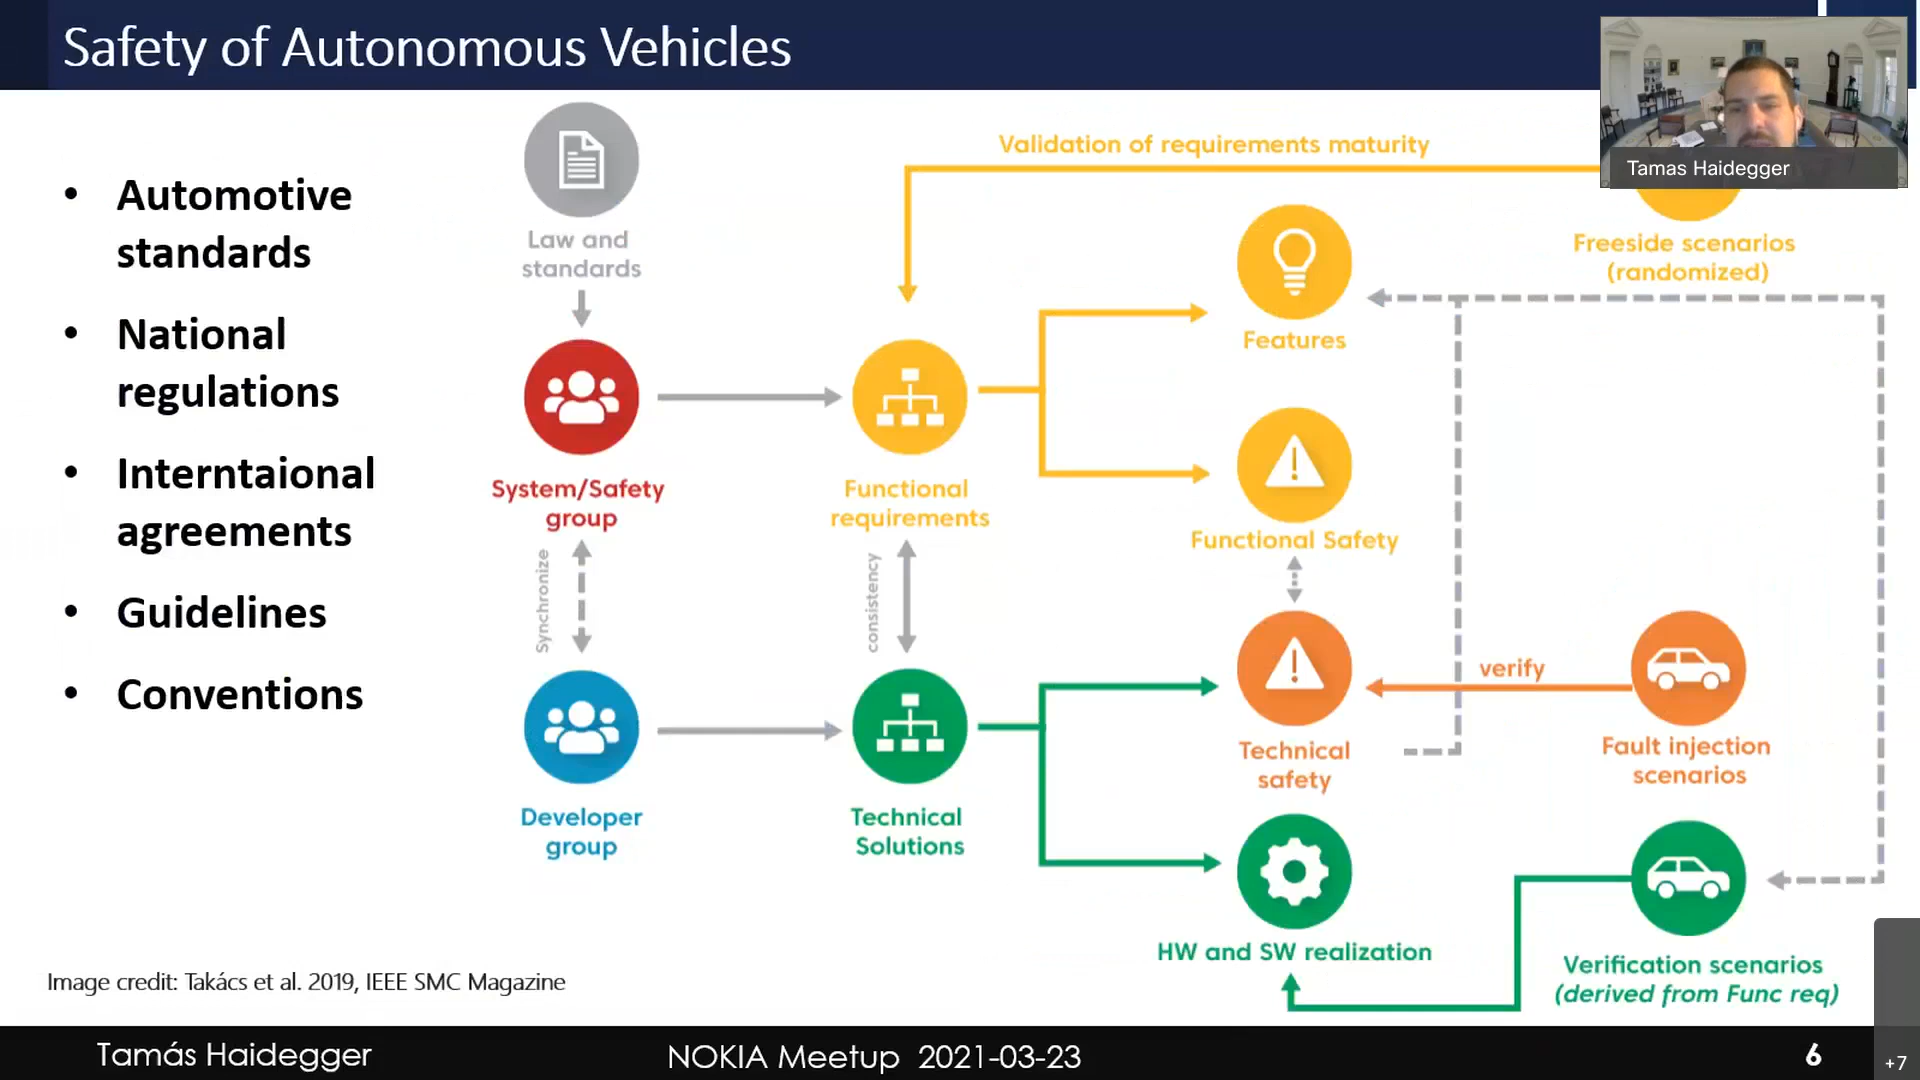 Safety of Autonomous Vehicles
Tamas Haidegger
• Automotive
standards
• National
regulations
• Interntaional
agreements
• Guidelines
• Conventions
Law and
standards
System/Safety
group
Synchronize
Developer
group
Validation of requirements maturity
Functional
requirements
consistency
Technical
Solutions
Features
Functional Safety
Technical
safety
HW and SW realization
Freeside scenarios
(randomized)
verify
Fault injection
scenarios
Verification scenarios
(derived from Func req)
Image credit: Takács et al. 2019, IEEE SMC Magazine
Tamás Haidegger
NOKIA Meetup 2021-03-23
6
+7